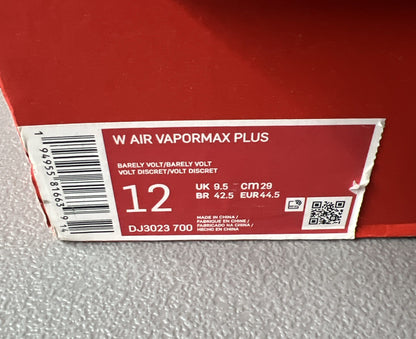 W AIR VAPORMAX PLUS
BARELY VOLT/BARELY VOLT
VOLT DISCRET/VOLT DISCRET
12
UK 9.5 - cm 29
BR 42.5 EUR 44.5
MADE IN CHINA/
FABRIQUE EN CHINE/
FABRICADO NA CHINA/
HECHO EN CHINA
DJ3023 700